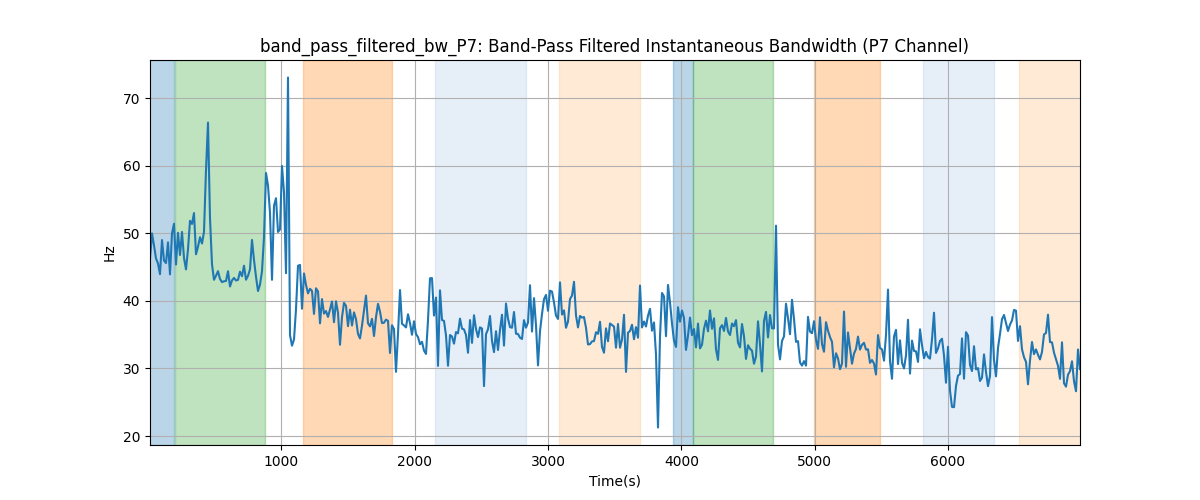 band_pass_filtered_bw_P7: Band-Pass Filtered Instantaneous Bandwidth (P7 Channel)
70
60
50
40
30
20
Hz
1000 2000 3000 4000 5000 6000
Time(s)